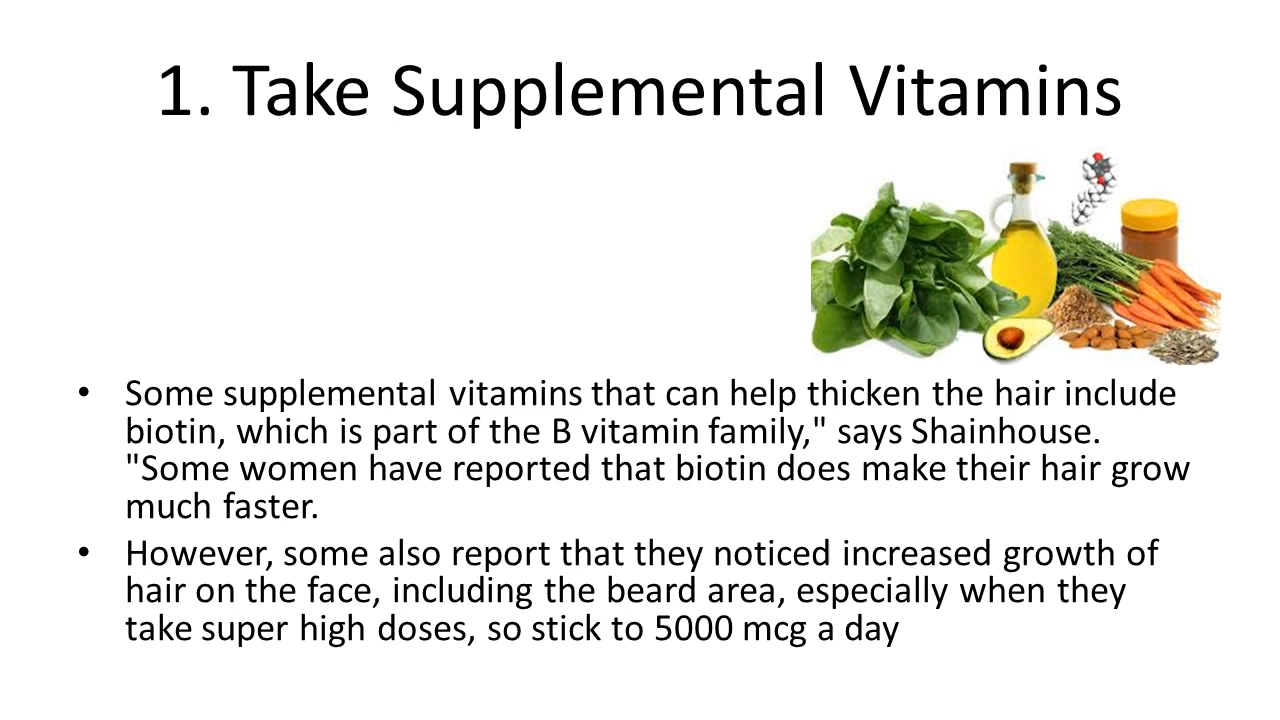 1. Take Supplemental Vitamins
• Some supplemental vitamins that can help thicken the hair include
biotin, which is part of the B vitamin family," says Shainhouse.
"Some women have reported that biotin does make their hair grow
much faster.
• However, some also report that they noticed increased growth of
hair on the face, including the beard area, especially when they
take super high doses, so stick to 5000 mcg a day